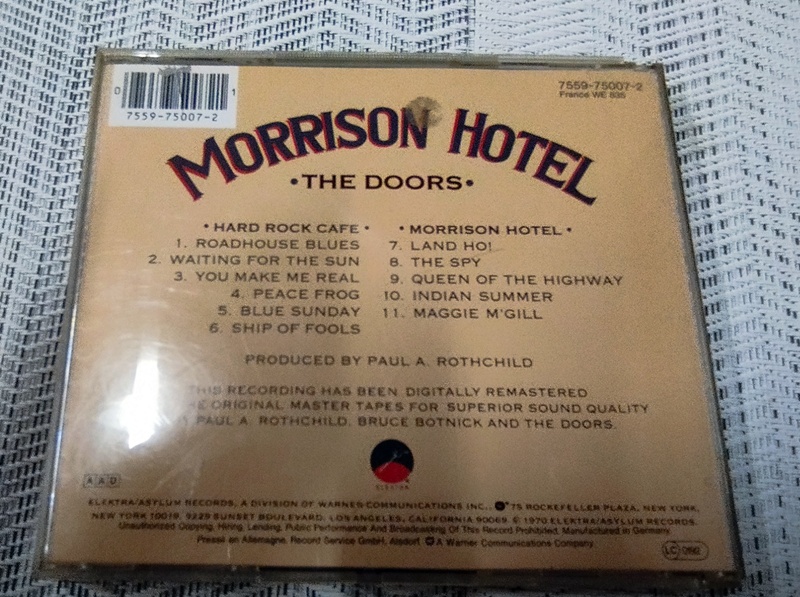 0 7559-75007-2 1
7559-75007-2
France WE 835
MORRISON HOTEL
•THE DOORS•
• HARD ROCK CAFE •
1. ROADHOUSE BLUES
2. WAITING FOR THE SUN
3. YOU MAKE ME REAL
4. PEACE FROG
5. BLUE SUNDAY
6. SHIP OF FOOLS
• MORRISON HOTEL •
7. LAND HO!
8. THE SPY
9. QUEEN OF THE HIGHWAY
10. INDIAN SUMMER
11. MAGGIE M'GILL
PRODUCED BY PAUL A. ROTHCHILD
THIS RECORDING HAS BEEN DIGITALLY REMASTERED
ORIGINAL MASTER TAPES FOR SUPERIOR SOUND QUALITY
PAUL A. ROTHCHILD, BRUCE BOTNICK AND THE DOORS.
ELEKTRA
AAD
ELEKTRA/ASYLUM RECORDS, A DIVISION OF WARNER COMMUNICATIONS INC., 75 ROCKEFELLER PLAZA, NEW YORK,
NEW YORK 10019. 9229 SUNSET BOULEVARD, LOS ANGELES, CALIFORNIA 90069. © 1970 ELEKTRA/ASYLUM RECORDS.
Unauthorized Copying, Hiring, Lending, Public Performance And Broadcasting Of This Record Prohibited. Manufactured in Germany.
Pressé en Allemagne. Record Service GmbH, Alsdorf. A Warner Communications Company.
LC 0192